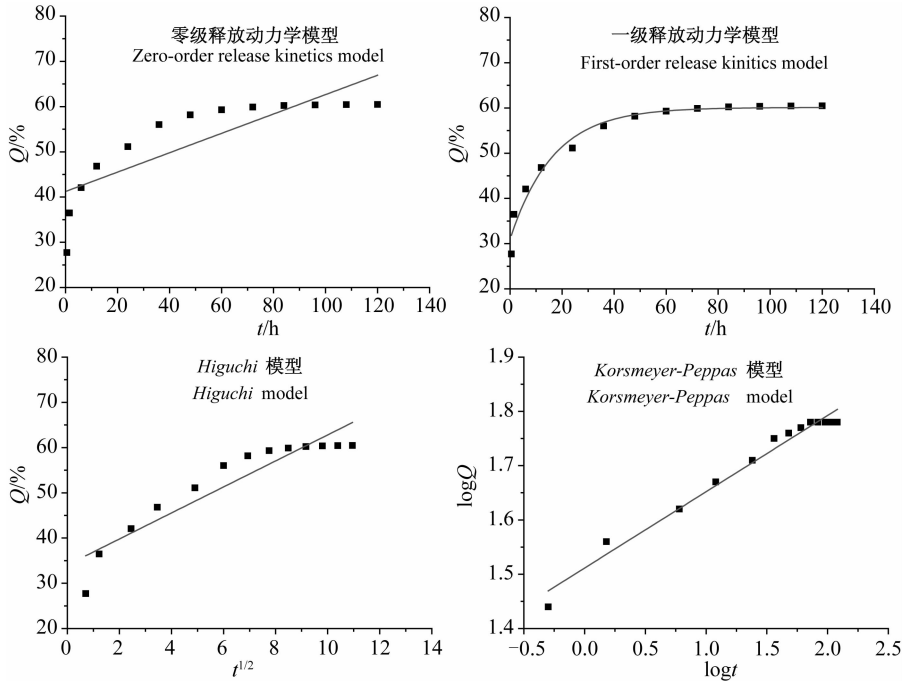 零级释放动力学模型
Zero-order release kinetics model
Q/%
80
70
60
50
40
30
20
0 20 40 60 80 100 120 140
t/h
一级释放动力学模型
First-order release kinitics model
Q/%
80
70
60
50
40
30
20
0 20 40 60 80 100 120 140
t/h
Higuchi 模型
Higuchi model
Q/%
80
70
60
50
40
30
20
0 2 4 6 8 10 12 14
t1/2
Korsmeyer-Peppas 模型
Korsmeyer-Peppas model
logQ
1.9
1.8
1.7
1.6
1.5
1.4
−0.5 0.0 0.5 1.0 1.5 2.0 2.5
logt